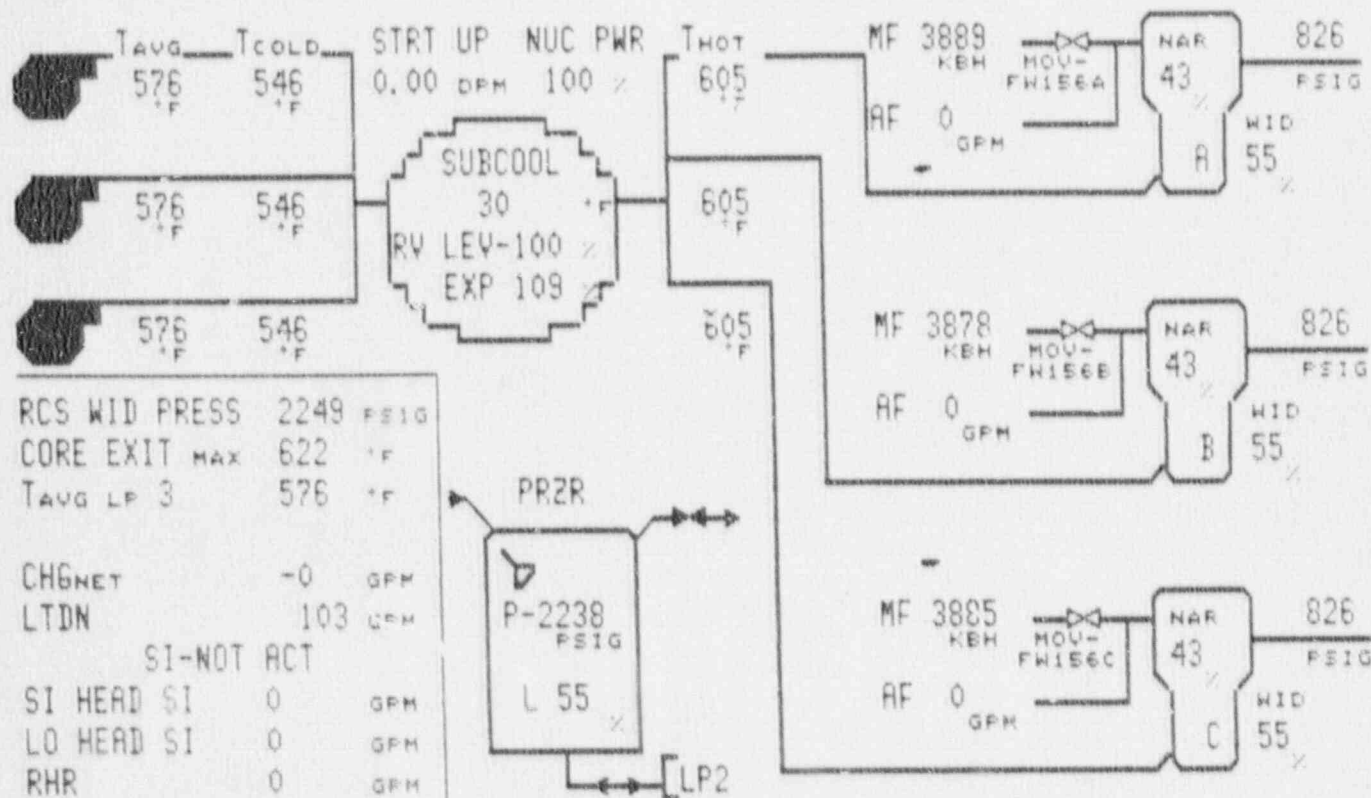 TAVG TCOLD STRT UP NUC PWR THOT MF 3889 KBH MOV-FW156A NAR 826 PSIG
576 °F 546 °F 0.00 DPM 100 % 605 °F 43 %
AF 0 GPM WID
SUBCOOL A 55 %
576 °F 546 °F 30 °F 605 °F
RV LEV-100 %
EXP 109 %
576 °F 546 °F 605 °F MF 3878 KBH MOV-FW156B NAR 826 PSIG
43 %
RCS WID PRESS 2249 PSIG AF 0 GPM WID
CORE EXIT MAX 622 °F B 55 %
TAVG LP 3 576 °F PRZR
CHGNET -0 GPM P-2238 PSIG MF 3885 KBH MOV-FW156C NAR 826 PSIG
LTDN 103 GPM 43 %
SI-NOT ACT L 55 % AF 0 GPM WID
SI HEAD SI 0 GPM C 55 %
LO HEAD SI 0 GPM
RHR 0 GPM LP2